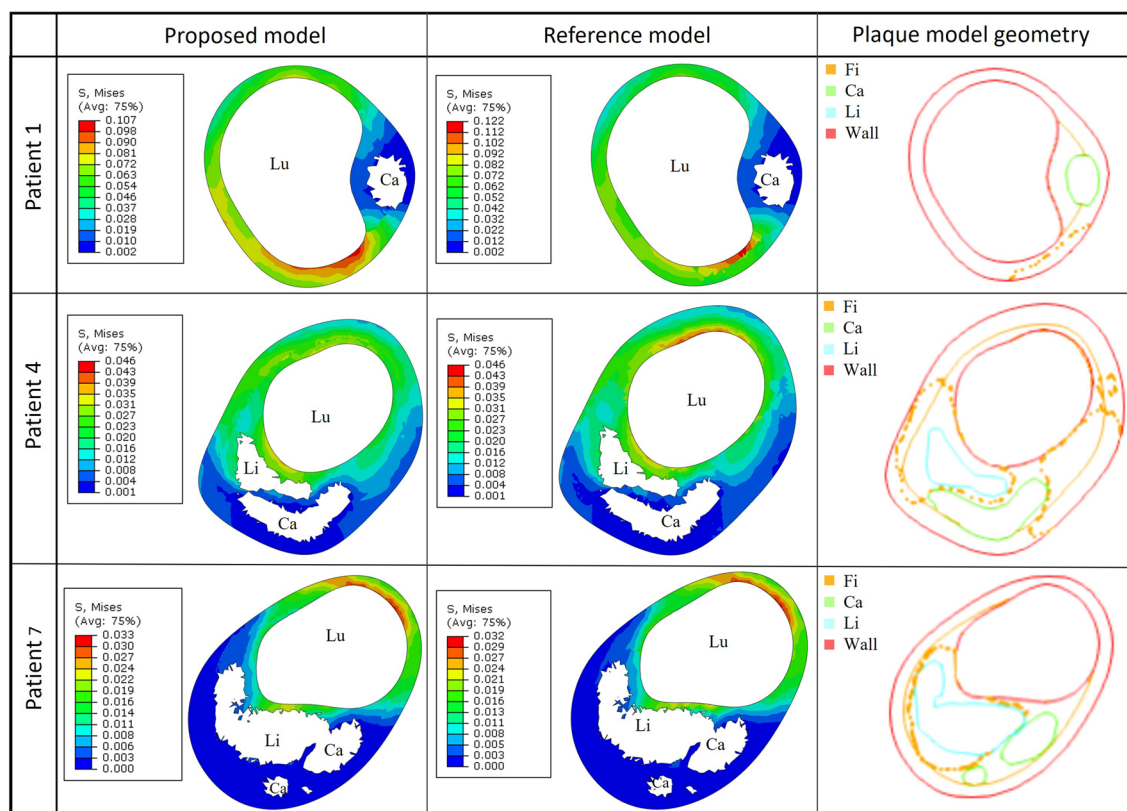 Proposed model
Reference model
Plaque model geometry
Patient 1
S, Mises
(Avg: 75%)
0.107
0.098
0.090
0.081
0.072
0.063
0.054
0.046
0.037
0.028
0.019
0.010
0.002
Lu
Ca
S, Mises
(Avg: 75%)
0.122
0.112
0.102
0.092
0.082
0.072
0.062
0.052
0.042
0.032
0.022
0.012
0.002
Lu
Ca
Fi
Ca
Li
Wall
Patient 4
S, Mises
(Avg: 75%)
0.046
0.043
0.039
0.035
0.031
0.027
0.023
0.020
0.016
0.012
0.008
0.004
0.001
Lu
Li
Ca
S, Mises
(Avg: 75%)
0.046
0.043
0.039
0.035
0.031
0.027
0.023
0.020
0.016
0.012
0.008
0.004
0.001
Lu
Li
Ca
Fi
Ca
Li
Wall
Patient 7
S, Mises
(Avg: 75%)
0.033
0.030
0.027
0.024
0.022
0.019
0.016
0.014
0.011
0.008
0.006
0.003
0.000
Lu
Li
Ca
Ca
S, Mises
(Avg: 75%)
0.032
0.029
0.027
0.024
0.021
0.019
0.016
0.013
0.011
0.008
0.005
0.003
0.000
Lu
Li
Ca
Ca
Fi
Ca
Li
Wall